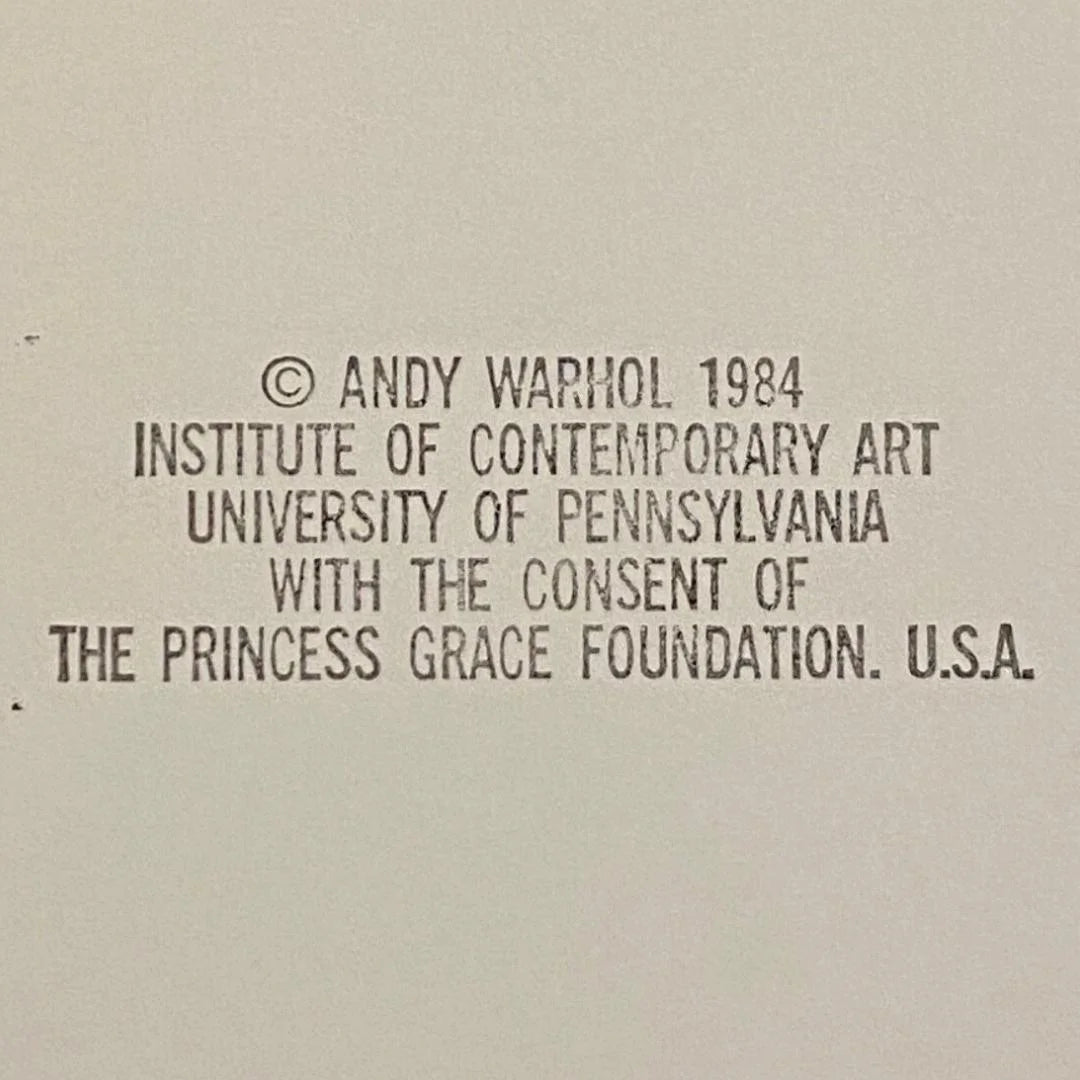 © ANDY WARHOL 1984
INSTITUTE OF CONTEMPORARY ART
UNIVERSITY OF PENNSYLVANIA
WITH THE CONSENT OF
THE PRINCESS GRACE FOUNDATION. U.S.A.